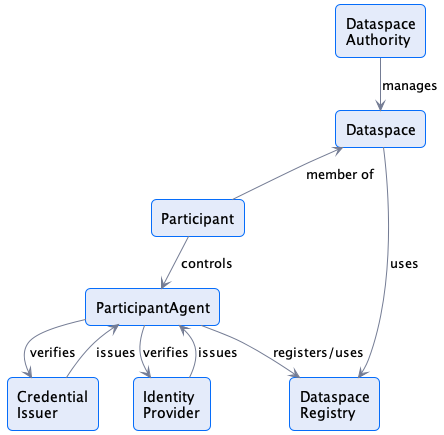 Dataspace
Authority
manages
Dataspace
member of
Participant
controls
uses
ParticipantAgent
verifies
issues
verifies
issues
registers/uses
Credential
Issuer
Identity
Provider
Dataspace
Registry